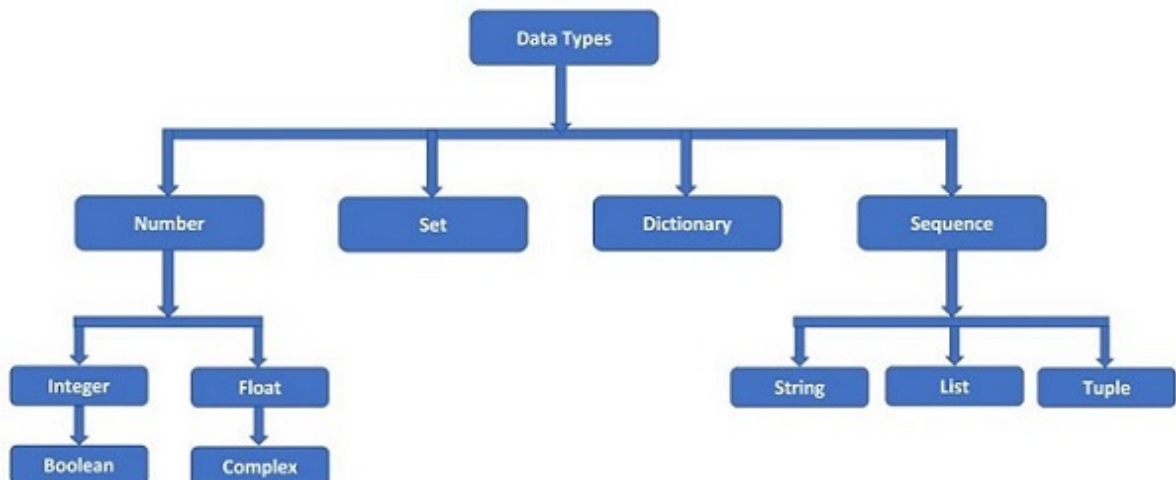 Data Types
Number
Set
Dictionary
Sequence
Integer
Float
String
List
Tuple
Boolean
Complex